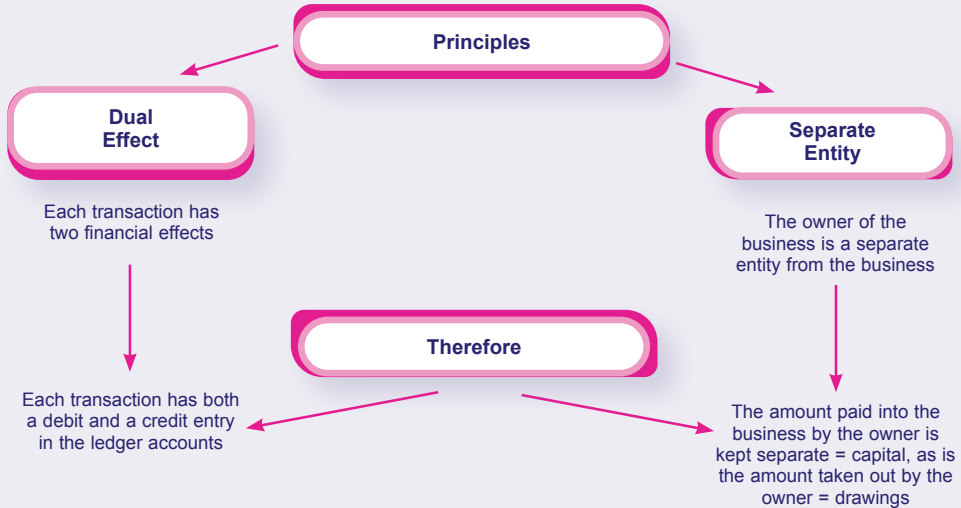 Principles
Dual
Effect
Separate
Entity
Each transaction has
two financial effects
The owner of the
business is a separate
entity from the business
Therefore
Each transaction has both
a debit and a credit entry
in the ledger accounts
The amount paid into the
business by the owner is
kept separate = capital, as is
the amount taken out by the
owner = drawings